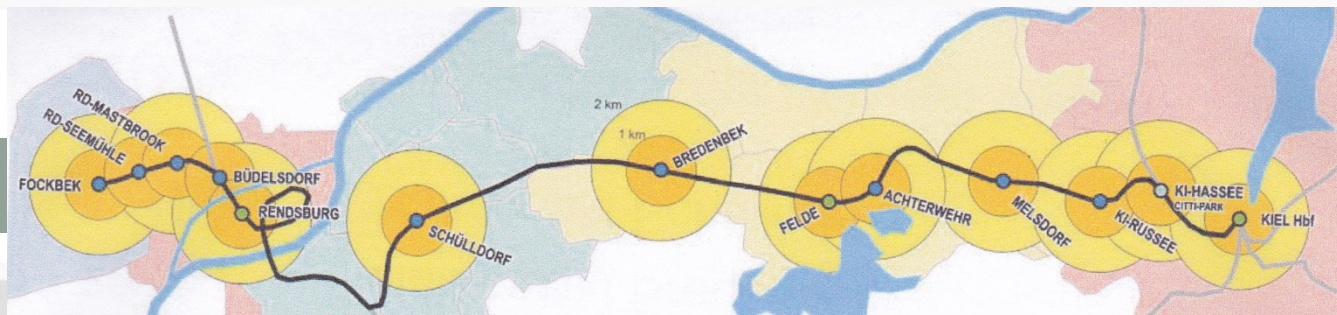 FOCKBEK
RD-SEEMÜHLE
RD-MASTBROOK
BÜDELSDORF
RENDSBURG
SCHÜLLDORF
2 km
1 km
BREDENBEK
FELDE
ACHTERWEHR
MELSDORF
KI-RUSSEE
KI-HASSEE
CITTI-PARK
KIEL Hbf